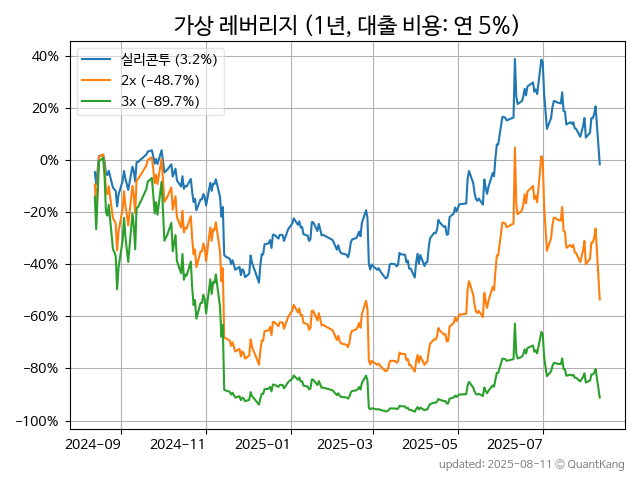 가상 레버리지 (1년, 대출 비용: 연 5%)
실리콘투 (3.2%)
2x (−48.7%)
3x (−89.7%)
40%
20%
0%
−20%
−40%
−60%
−80%
−100%
2024-09 2024-11 2025-01 2025-03 2025-05 2025-07
updated: 2025-08-11 © QuantKang